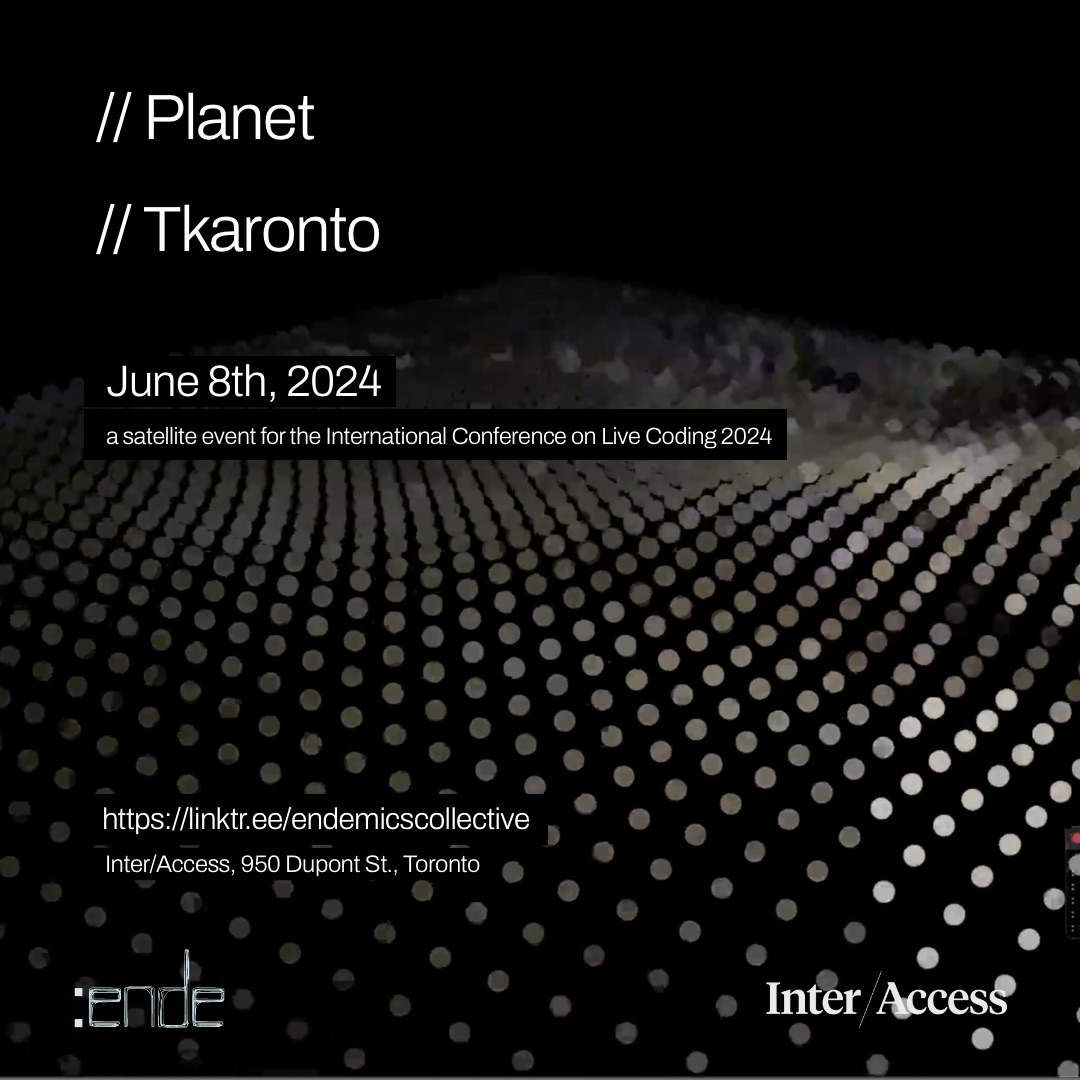 // Planet
// Tkaronto
June 8th, 2024
a satellite event for the International Conference on Live Coding 2024
https://linktr.ee/endemicscollective
Inter/Access, 950 Dupont St., Toronto
:ende
Inter/Access